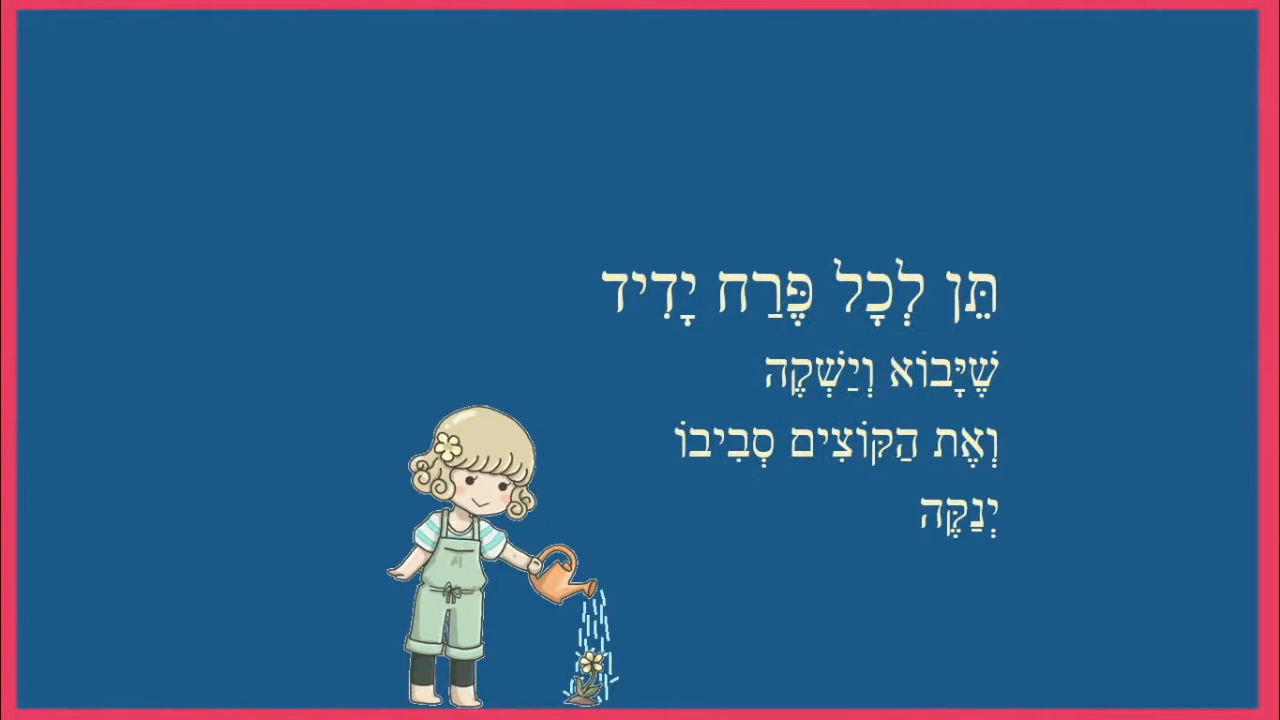 תֵּן לְכָל פֶּרַח יָדִיד
שֶׁיָּבוֹא וְיַשְׁקֶה
וְאֶת הַקּוֹצִים סְבִיבוֹ
יְנַקֶּה